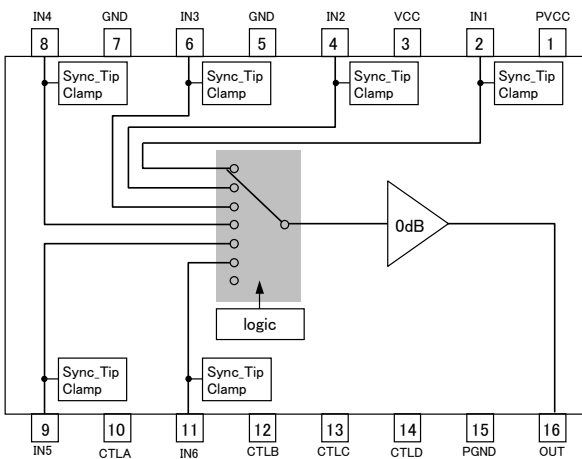 IN4 GND IN3 GND IN2 VCC IN1 PVCC
8 7 6 5 4 3 2 1
Sync_Tip
Clamp
Sync_Tip
Clamp
Sync_Tip
Clamp
Sync_Tip
Clamp
0dB
logic
Sync_Tip
Clamp
Sync_Tip
Clamp
9 10 11 12 13 14 15 16
IN5 CTLA IN6 CTLB CTLC CTLD PGND OUT